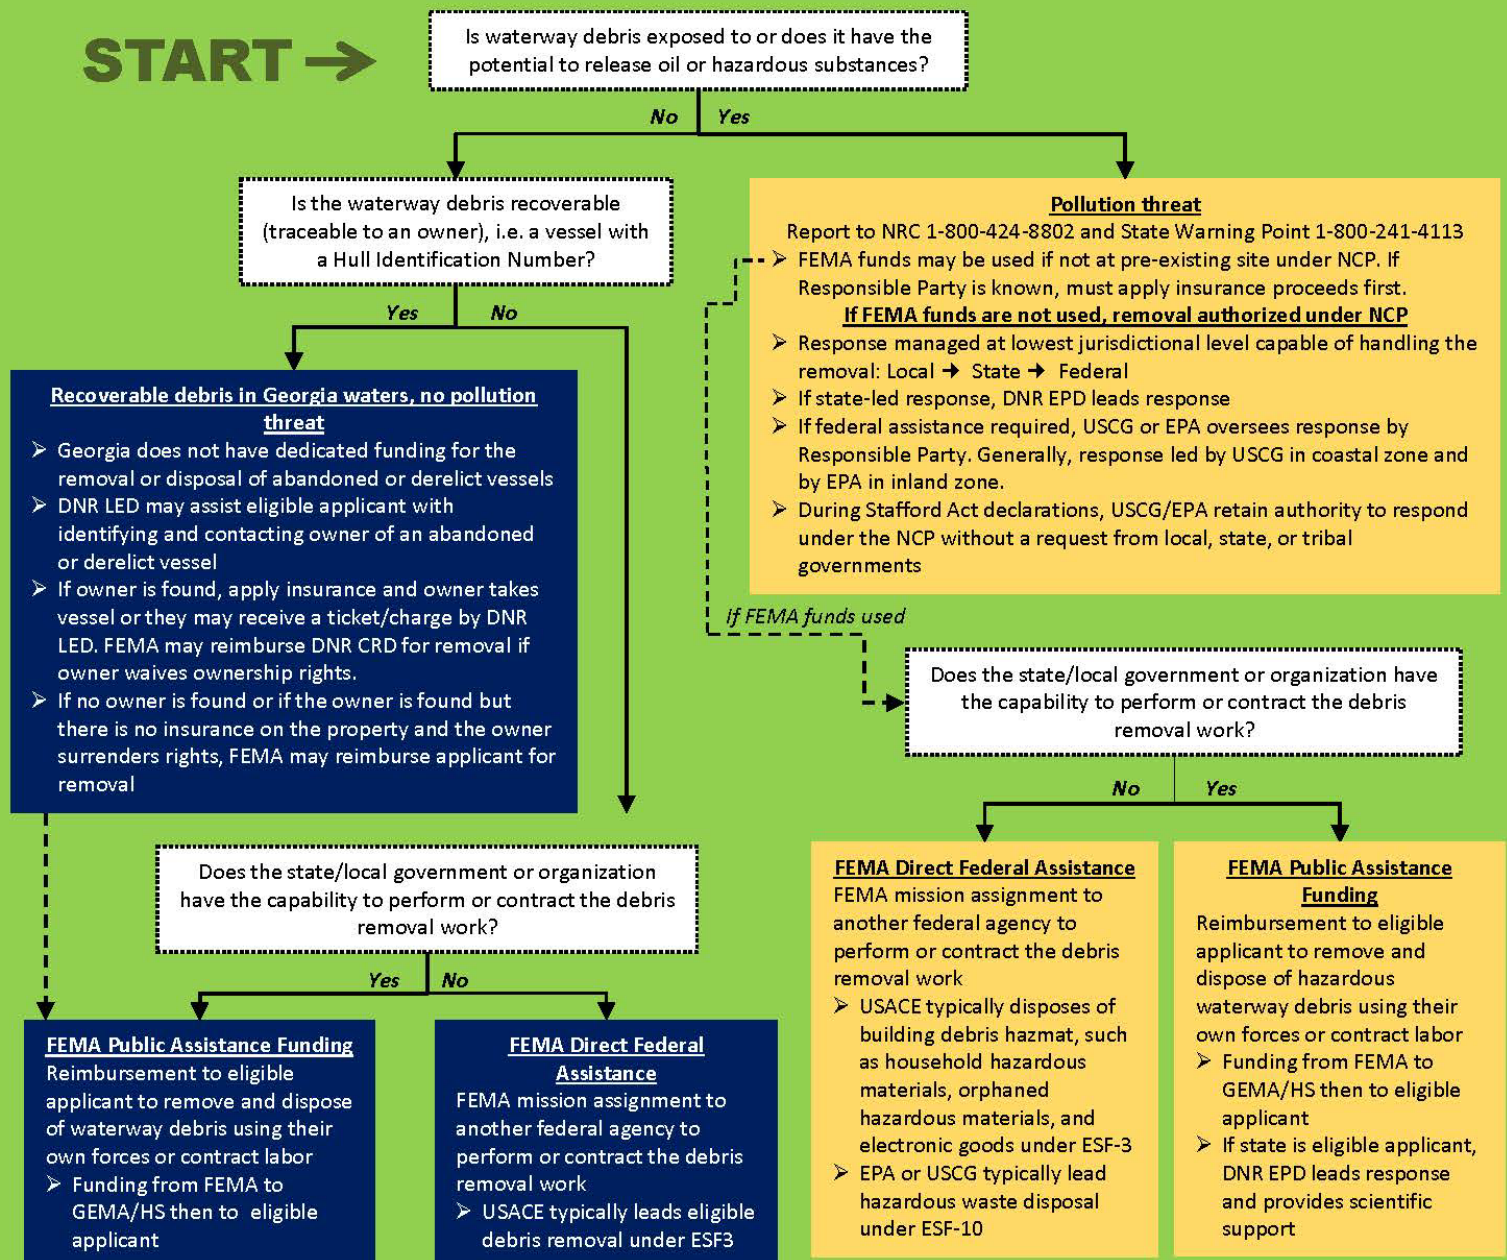 START →
Is waterway debris exposed to or does it have the
potential to release oil or hazardous substances?
No
Yes
Is the waterway debris recoverable
(traceable to an owner), i.e. a vessel with
a Hull Identification Number?
Yes
No
Pollution threat
Report to NRC 1-800-424-8802 and State Warning Point 1-800-241-4113
➢ FEMA funds may be used if not at pre-existing site under NCP. If
Responsible Party is known, must apply insurance proceeds first.
If FEMA funds are not used, removal authorized under NCP
➢ Response managed at lowest jurisdictional level capable of handling the
removal: Local → State → Federal
➢ If state-led response, DNR EPD leads response
➢ If federal assistance required, USCG or EPA oversees response by
Responsible Party. Generally, response led by USCG in coastal zone and
by EPA in inland zone.
➢ During Stafford Act declarations, USCG/EPA retain authority to respond
under the NCP without a request from local, state, or tribal
governments
Recoverable debris in Georgia waters, no pollution
threat
➢ Georgia does not have dedicated funding for the
removal or disposal of abandoned or derelict vessels
➢ DNR LED may assist eligible applicant with
identifying and contacting owner of an abandoned
or derelict vessel
➢ If owner is found, apply insurance and owner takes
vessel or they may receive a ticket/charge by DNR
LED. FEMA may reimburse DNR CRD for removal if
owner waives ownership rights.
➢ If no owner is found or if the owner is found but
there is no insurance on the property and the owner
surrenders rights, FEMA may reimburse applicant for
removal
if FEMA funds used
Does the state/local government or organization have
the capability to perform or contract the debris
removal work?
No
Yes
Does the state/local government or organization
have the capability to perform or contract the debris
removal work?
Yes
No
FEMA Public Assistance Funding
Reimbursement to eligible
applicant to remove and dispose
of waterway debris using their
own forces or contract labor
➢ Funding from FEMA to
GEMA/HS then to eligible
applicant
FEMA Direct Federal
Assistance
FEMA mission assignment to
another federal agency to
perform or contract the debris
removal work
➢ USACE typically leads eligible
debris removal under ESF3
FEMA Direct Federal Assistance
FEMA mission assignment to
another federal agency to
perform or contract the debris
removal work
➢ USACE typically disposes of
building debris hazmat, such
as household hazardous
materials, orphaned
hazardous materials, and
electronic goods under ESF-3
➢ EPA or USCG typically lead
hazardous waste disposal
under ESF-10
FEMA Public Assistance
Funding
Reimbursement to eligible
applicant to remove and
dispose of hazardous
waterway debris using their
own forces or contract labor
➢ Funding from FEMA to
GEMA/HS then to eligible
applicant
➢ If state is eligible applicant,
DNR EPD leads response
and provides scientific
support